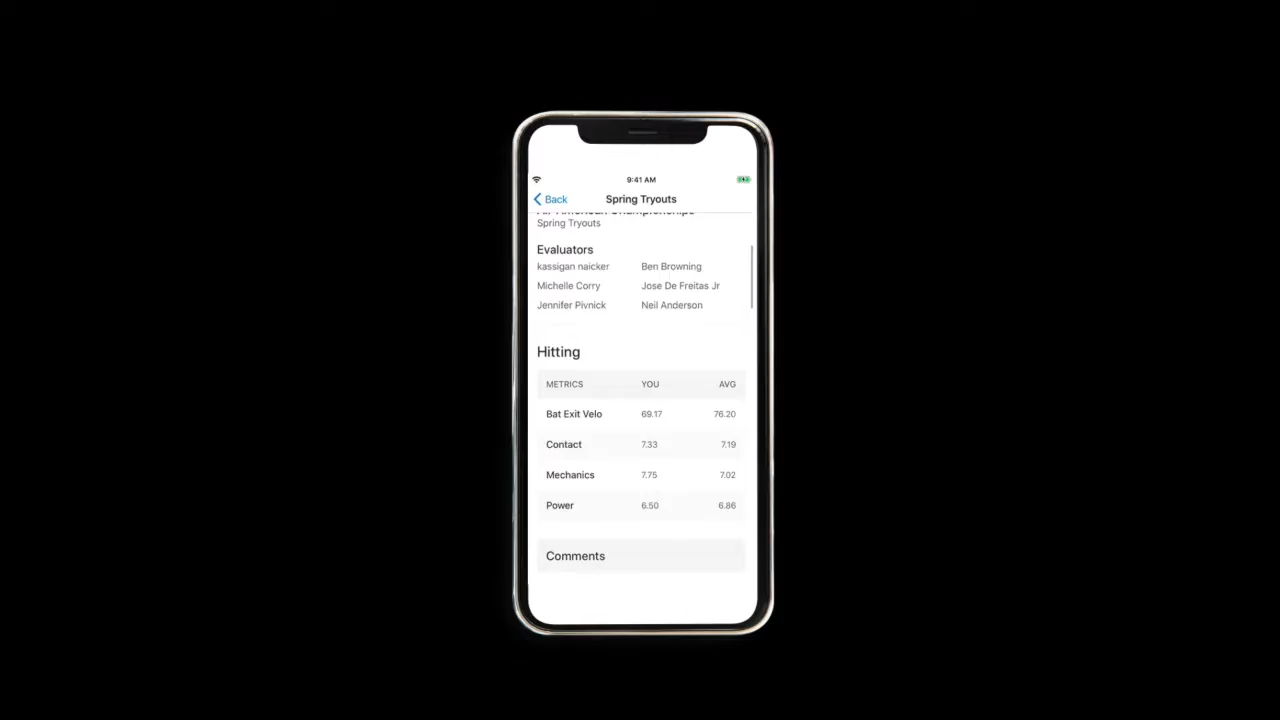 9:41 AM
Back Spring Tryouts
Spring Tryouts
Evaluators
kassigan naicker Ben Browning
Michelle Corry Jose De Freitas Jr
Jennifer Pivnick Neil Anderson
Hitting
METRICS YOU AVG
Bat Exit Velo 69.17 76.20
Contact 7.33 7.19
Mechanics 7.75 7.02
Power 6.50 6.86
Comments